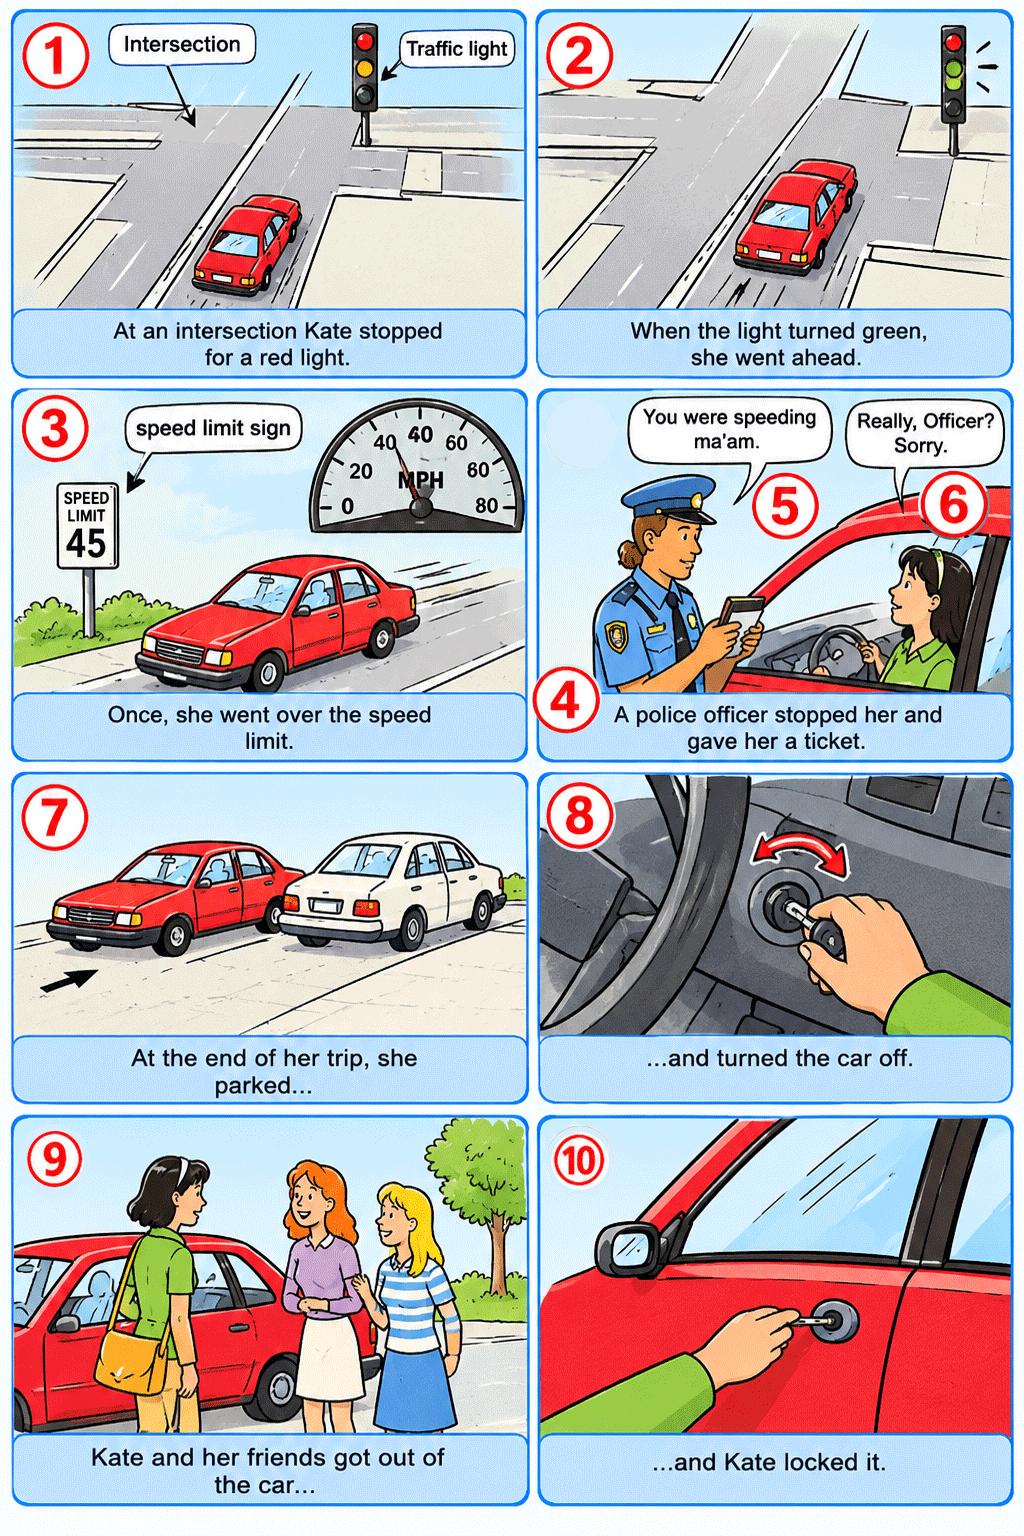 1
Intersection
Traffic light
At an intersection Kate stopped
for a red light.
2
When the light turned green,
she went ahead.
3
speed limit sign
SPEED
LIMIT
45
0 20 40 40 60 60 80
MPH
Once, she went over the speed
limit.
You were speeding
ma'am.
5
Really, Officer?
Sorry.
6
4
A police officer stopped her and
gave her a ticket.
7
At the end of her trip, she
parked...
8
...and turned the car off.
9
Kate and her friends got out of
the car...
10
...and Kate locked it.